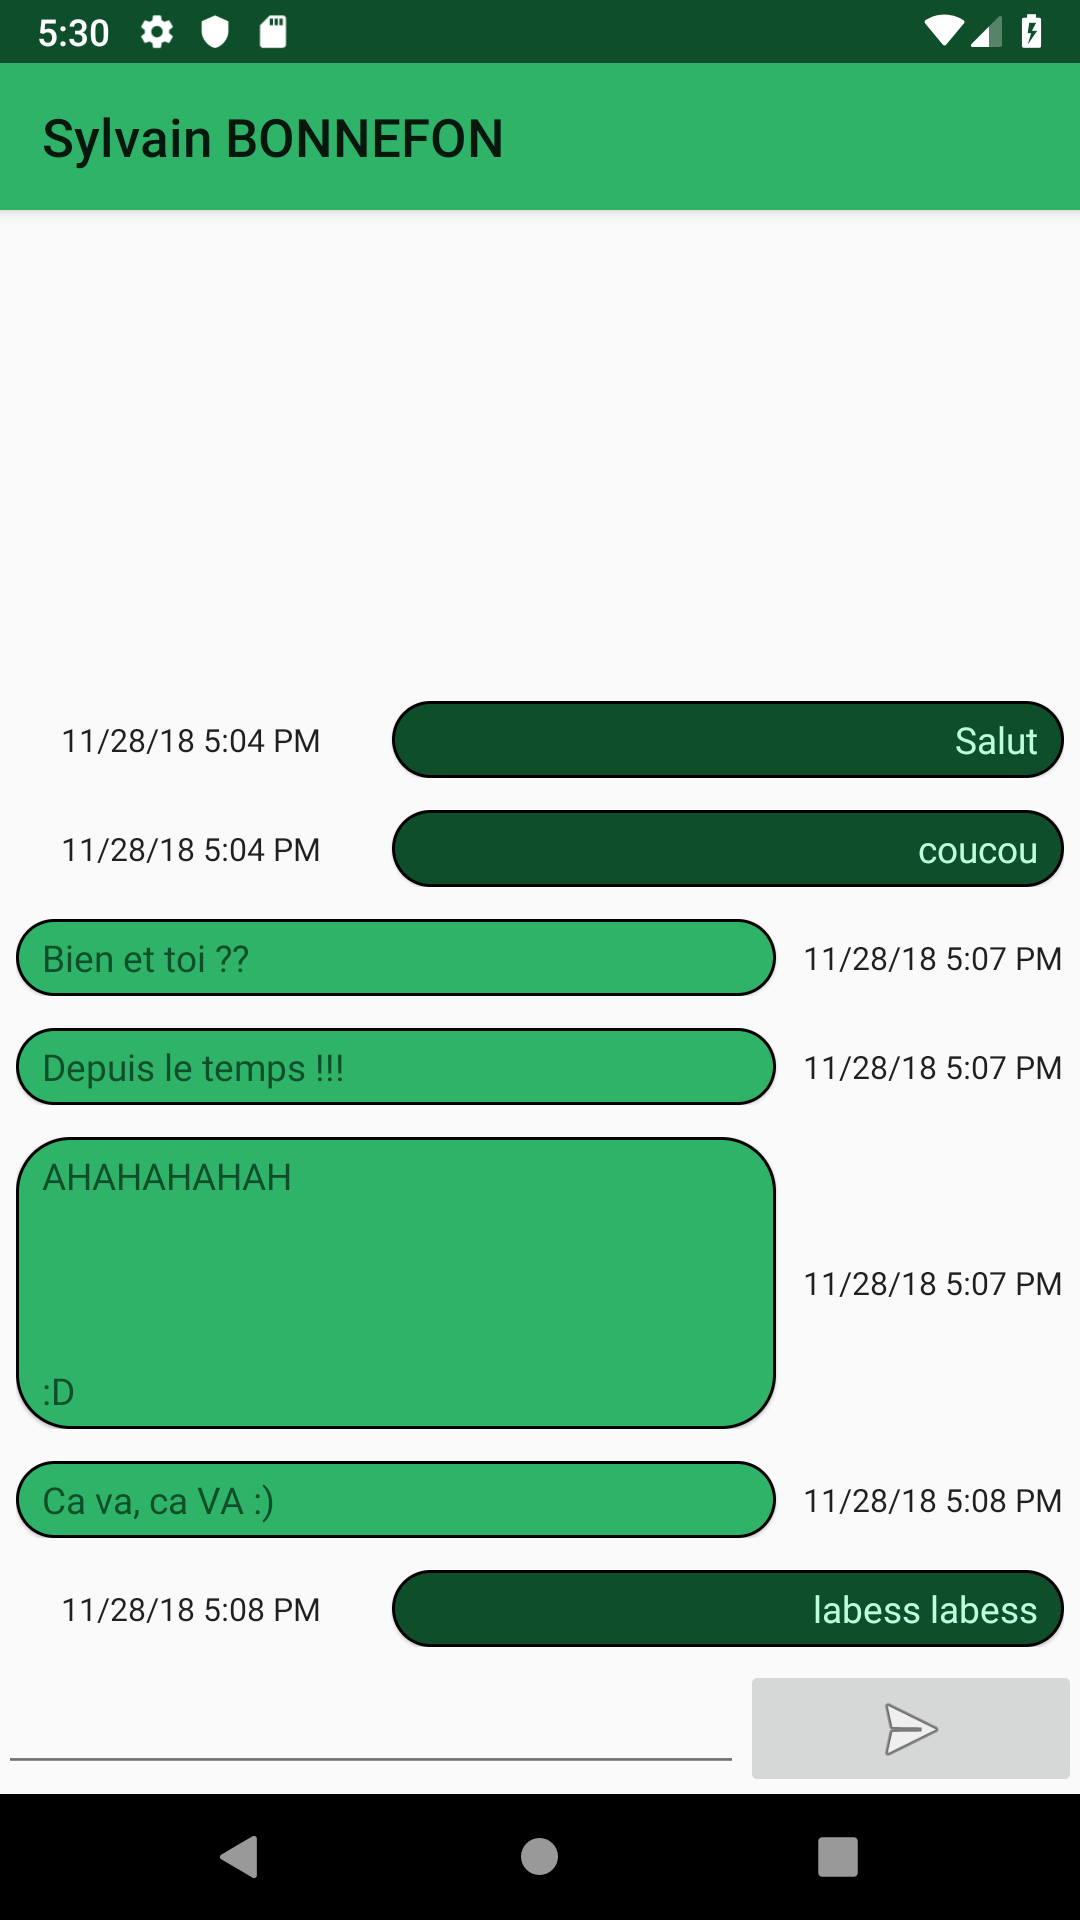 5:30
Sylvain BONNEFON
11/28/18 5:04 PM Salut
11/28/18 5:04 PM coucou
Bien et toi ?? 11/28/18 5:07 PM
Depuis le temps !!! 11/28/18 5:07 PM
AHAHAHAHAH
11/28/18 5:07 PM
:D
Ca va, ca VA :) 11/28/18 5:08 PM
11/28/18 5:08 PM labess labess